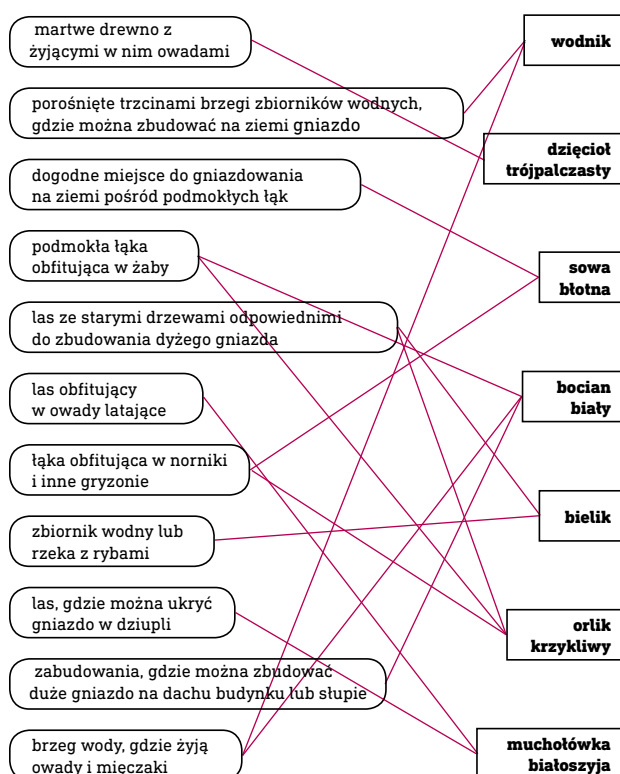 martwe drewno z
żyjącymi w nim owadami
porośnięte trzcinami brzegi zbiorników wodnych,
gdzie można zbudować na ziemi gniazdo
dogodne miejsce do gniazdowania
na ziemi pośród podmokłych łąk
podmokła łąka
obfitująca w żaby
las ze starymi drzewami odpowiednimi
do zbudowania dyżego gniazda
las obfitujący
w owady latające
łąka obfitująca w norniki
i inne gryzonie
zbiornik wodny lub
rzeka z rybami
las, gdzie można ukryć
gniazdo w dziupli
zabudowania, gdzie można zbudować
duże gniazdo na dachu budynku lub słupie
brzeg wody, gdzie żyją
owady i mięczaki
wodnik
dzięcioł
trójpalczasty
sowa
błotna
bocian
biały
bielik
orlik
krzykliwy
muchołówka
białoszyja